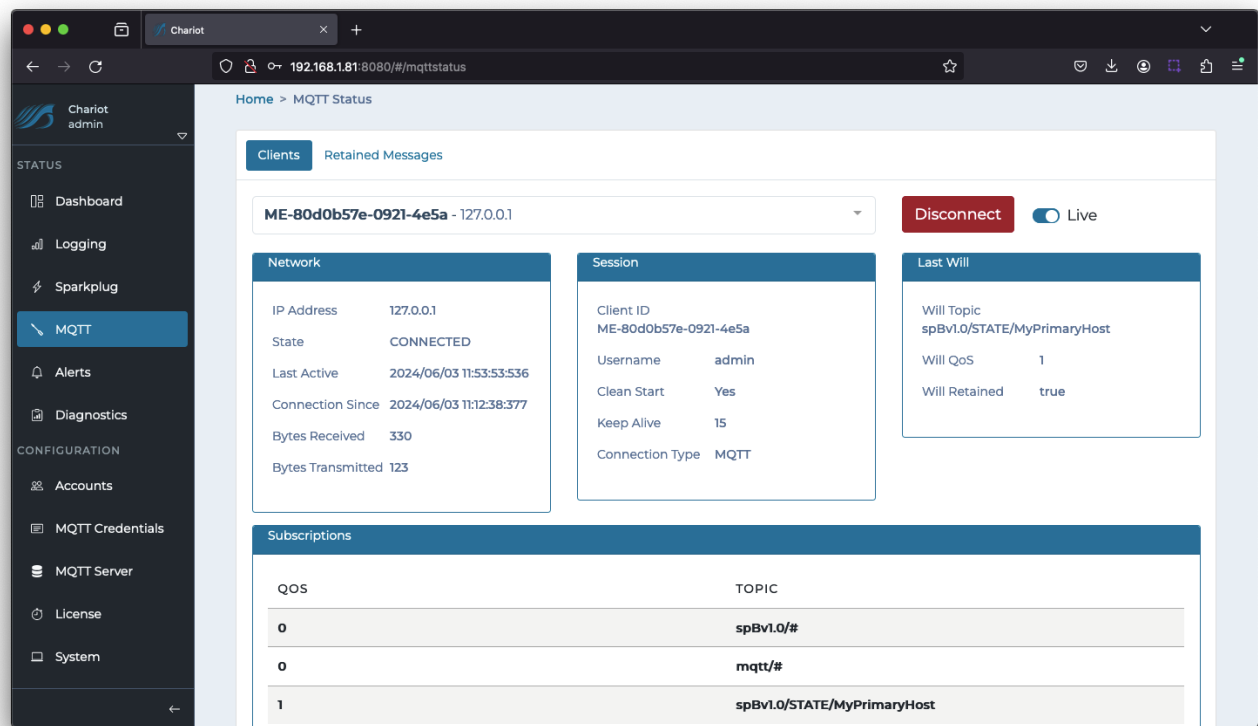 Chariot
192.168.1.81:8080/#/mqttstatus
Chariot
admin
STATUS
Dashboard
Logging
Sparkplug
MQTT
Alerts
Diagnostics
CONFIGURATION
Accounts
MQTT Credentials
MQTT Server
License
System
Home > MQTT Status
Clients Retained Messages
ME-80d0b57e-0921-4e5a - 127.0.0.1
Disconnect Live
Network
IP Address 127.0.0.1
State CONNECTED
Last Active 2024/06/03 11:53:53:536
Connection Since 2024/06/03 11:12:38:377
Bytes Received 330
Bytes Transmitted 123
Session
Client ID
ME-80d0b57e-0921-4e5a
Username admin
Clean Start Yes
Keep Alive 15
Connection Type MQTT
Last Will
Will Topic
spBv1.0/STATE/MyPrimaryHost
Will QoS 1
Will Retained true
Subscriptions
QOS TOPIC
0 spBv1.0/#
0 mqtt/#
1 spBv1.0/STATE/MyPrimaryHost